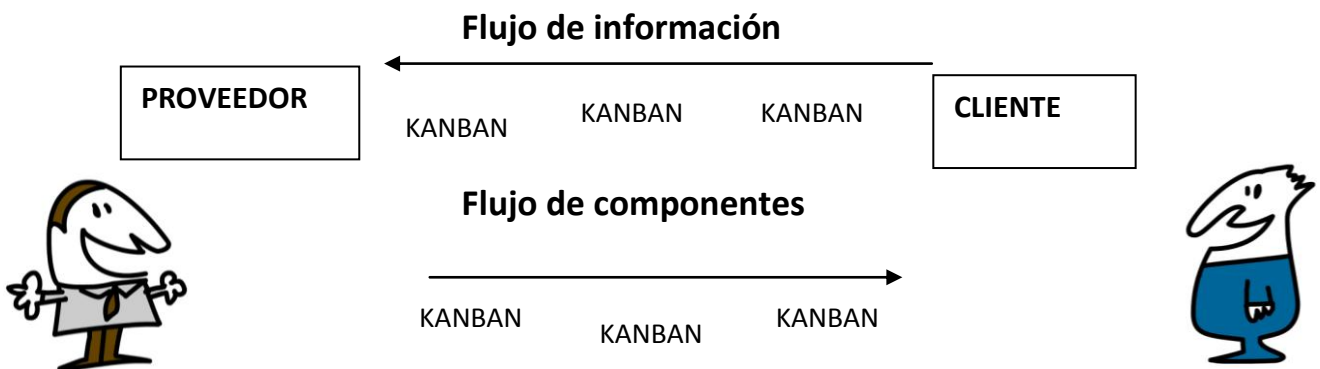 Flujo de información
PROVEEDOR
CLIENTE
KANBAN
KANBAN
KANBAN
Flujo de componentes
KANBAN
KANBAN
KANBAN